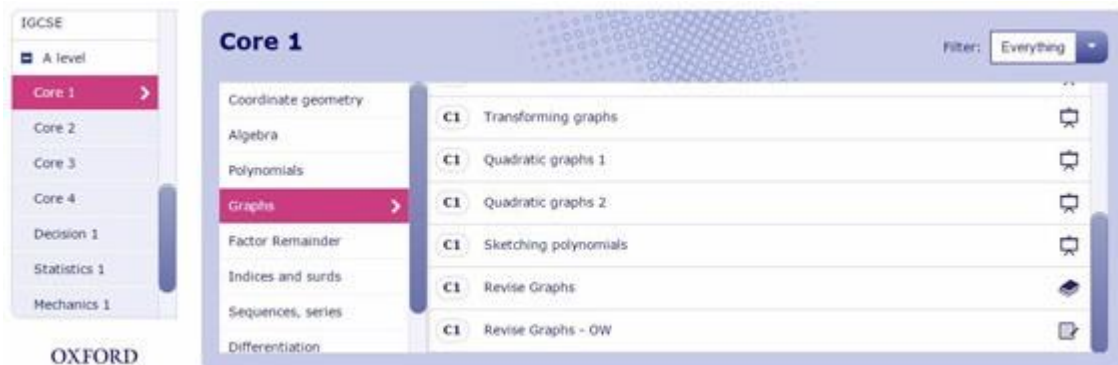 IGCSE
A level
Core 1
Core 2
Core 3
Core 4
Decision 1
Statistics 1
Mechanics 1
OXFORD
Core 1
Filter: Everything
Coordinate geometry
Algebra
Polynomials
Graphs
Factor Remainder
Indices and surds
Sequences, series
Differentiation
C1 Transforming graphs
C1 Quadratic graphs 1
C1 Quadratic graphs 2
C1 Sketching polynomials
C1 Revise Graphs
C1 Revise Graphs - OW